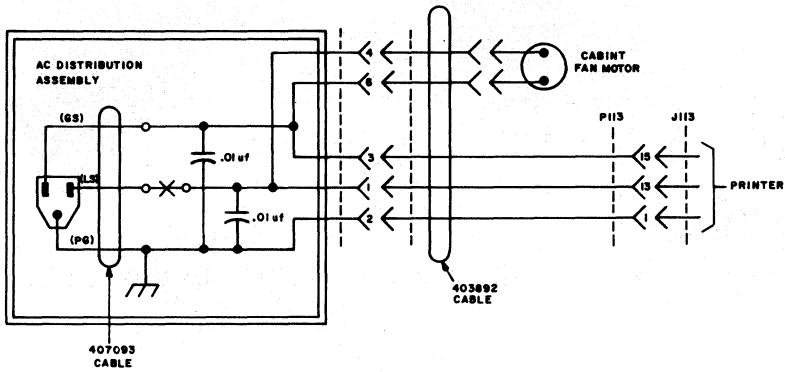 AC DISTRIBUTION
ASSEMBLY
4
6
CABINT
FAN MOTOR
P113
J113
(GS)
.01 uf
3
15
(LS)
1
13
PRINTER
.01 uf
2
1
(PG)
403892
CABLE
407093
CABLE